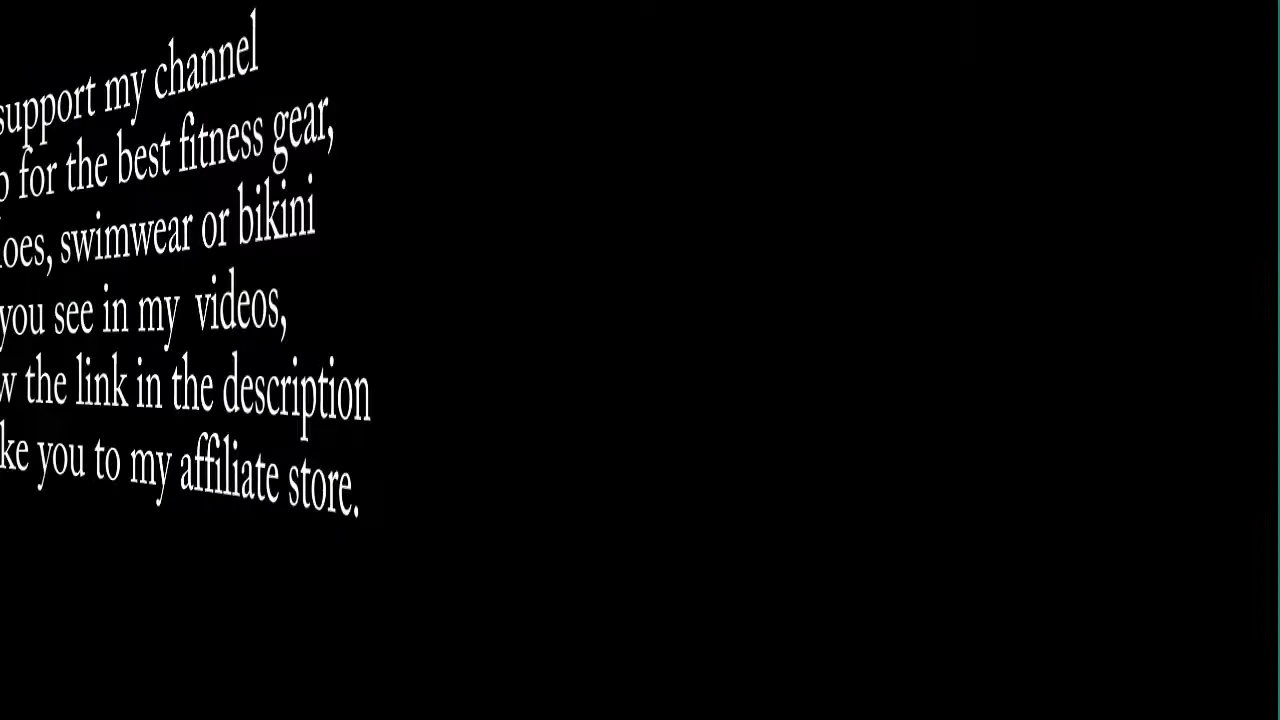 support my channel
for the best fitness gear,
swimwear or bikini
you see in my videos,
the link in the description
you to my affiliate store.